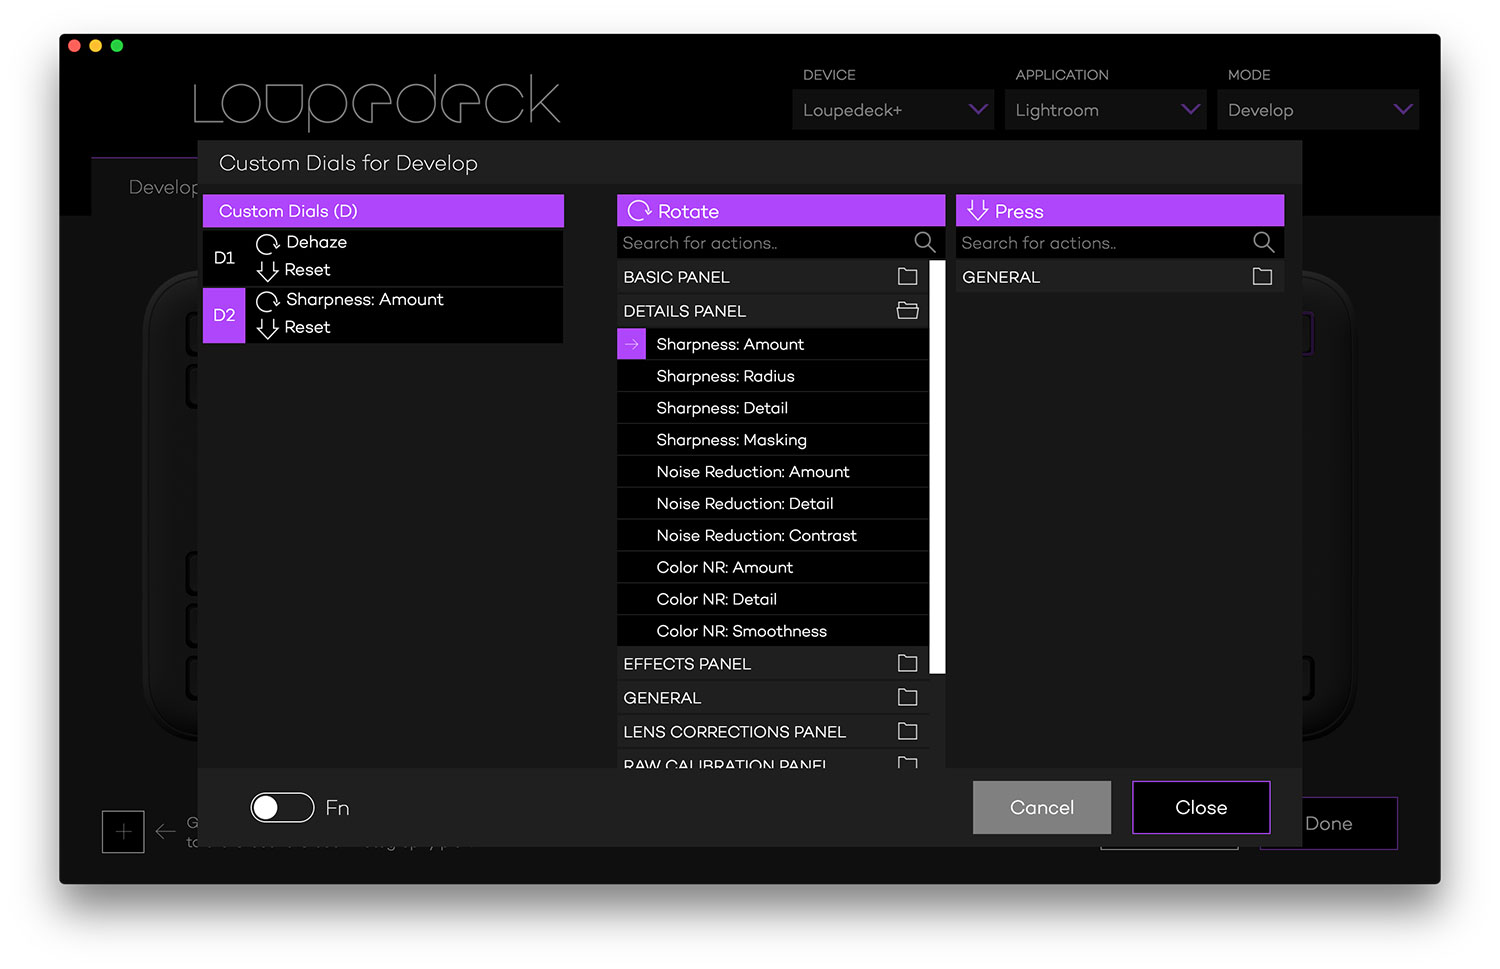 Loupedeck
DEVICE
APPLICATION
MODE
Loupedeck+
Lightroom
Develop
Custom Dials for Develop
Develop
Custom Dials (D)
D1
Dehaze
Reset
D2
Sharpness: Amount
Reset
Rotate
Search for actions..
BASIC PANEL
DETAILS PANEL
Sharpness: Amount
Sharpness: Radius
Sharpness: Detail
Sharpness: Masking
Noise Reduction: Amount
Noise Reduction: Detail
Noise Reduction: Contrast
Color NR: Amount
Color NR: Detail
Color NR: Smoothness
EFFECTS PANEL
GENERAL
LENS CORRECTIONS PANEL
RAW CALIBRATION PANEL
Press
Search for actions..
GENERAL
Fn
Cancel
Close
Done